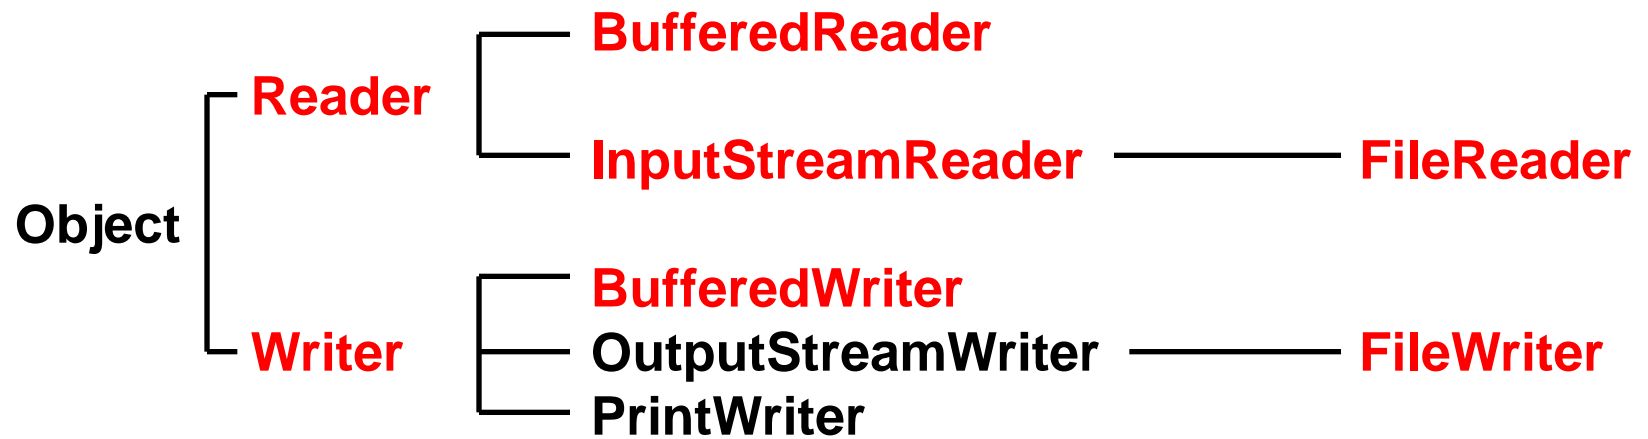 BufferedReader
Reader
InputStreamReader FileReader
Object
BufferedWriter
Writer OutputStreamWriter FileWriter
PrintWriter